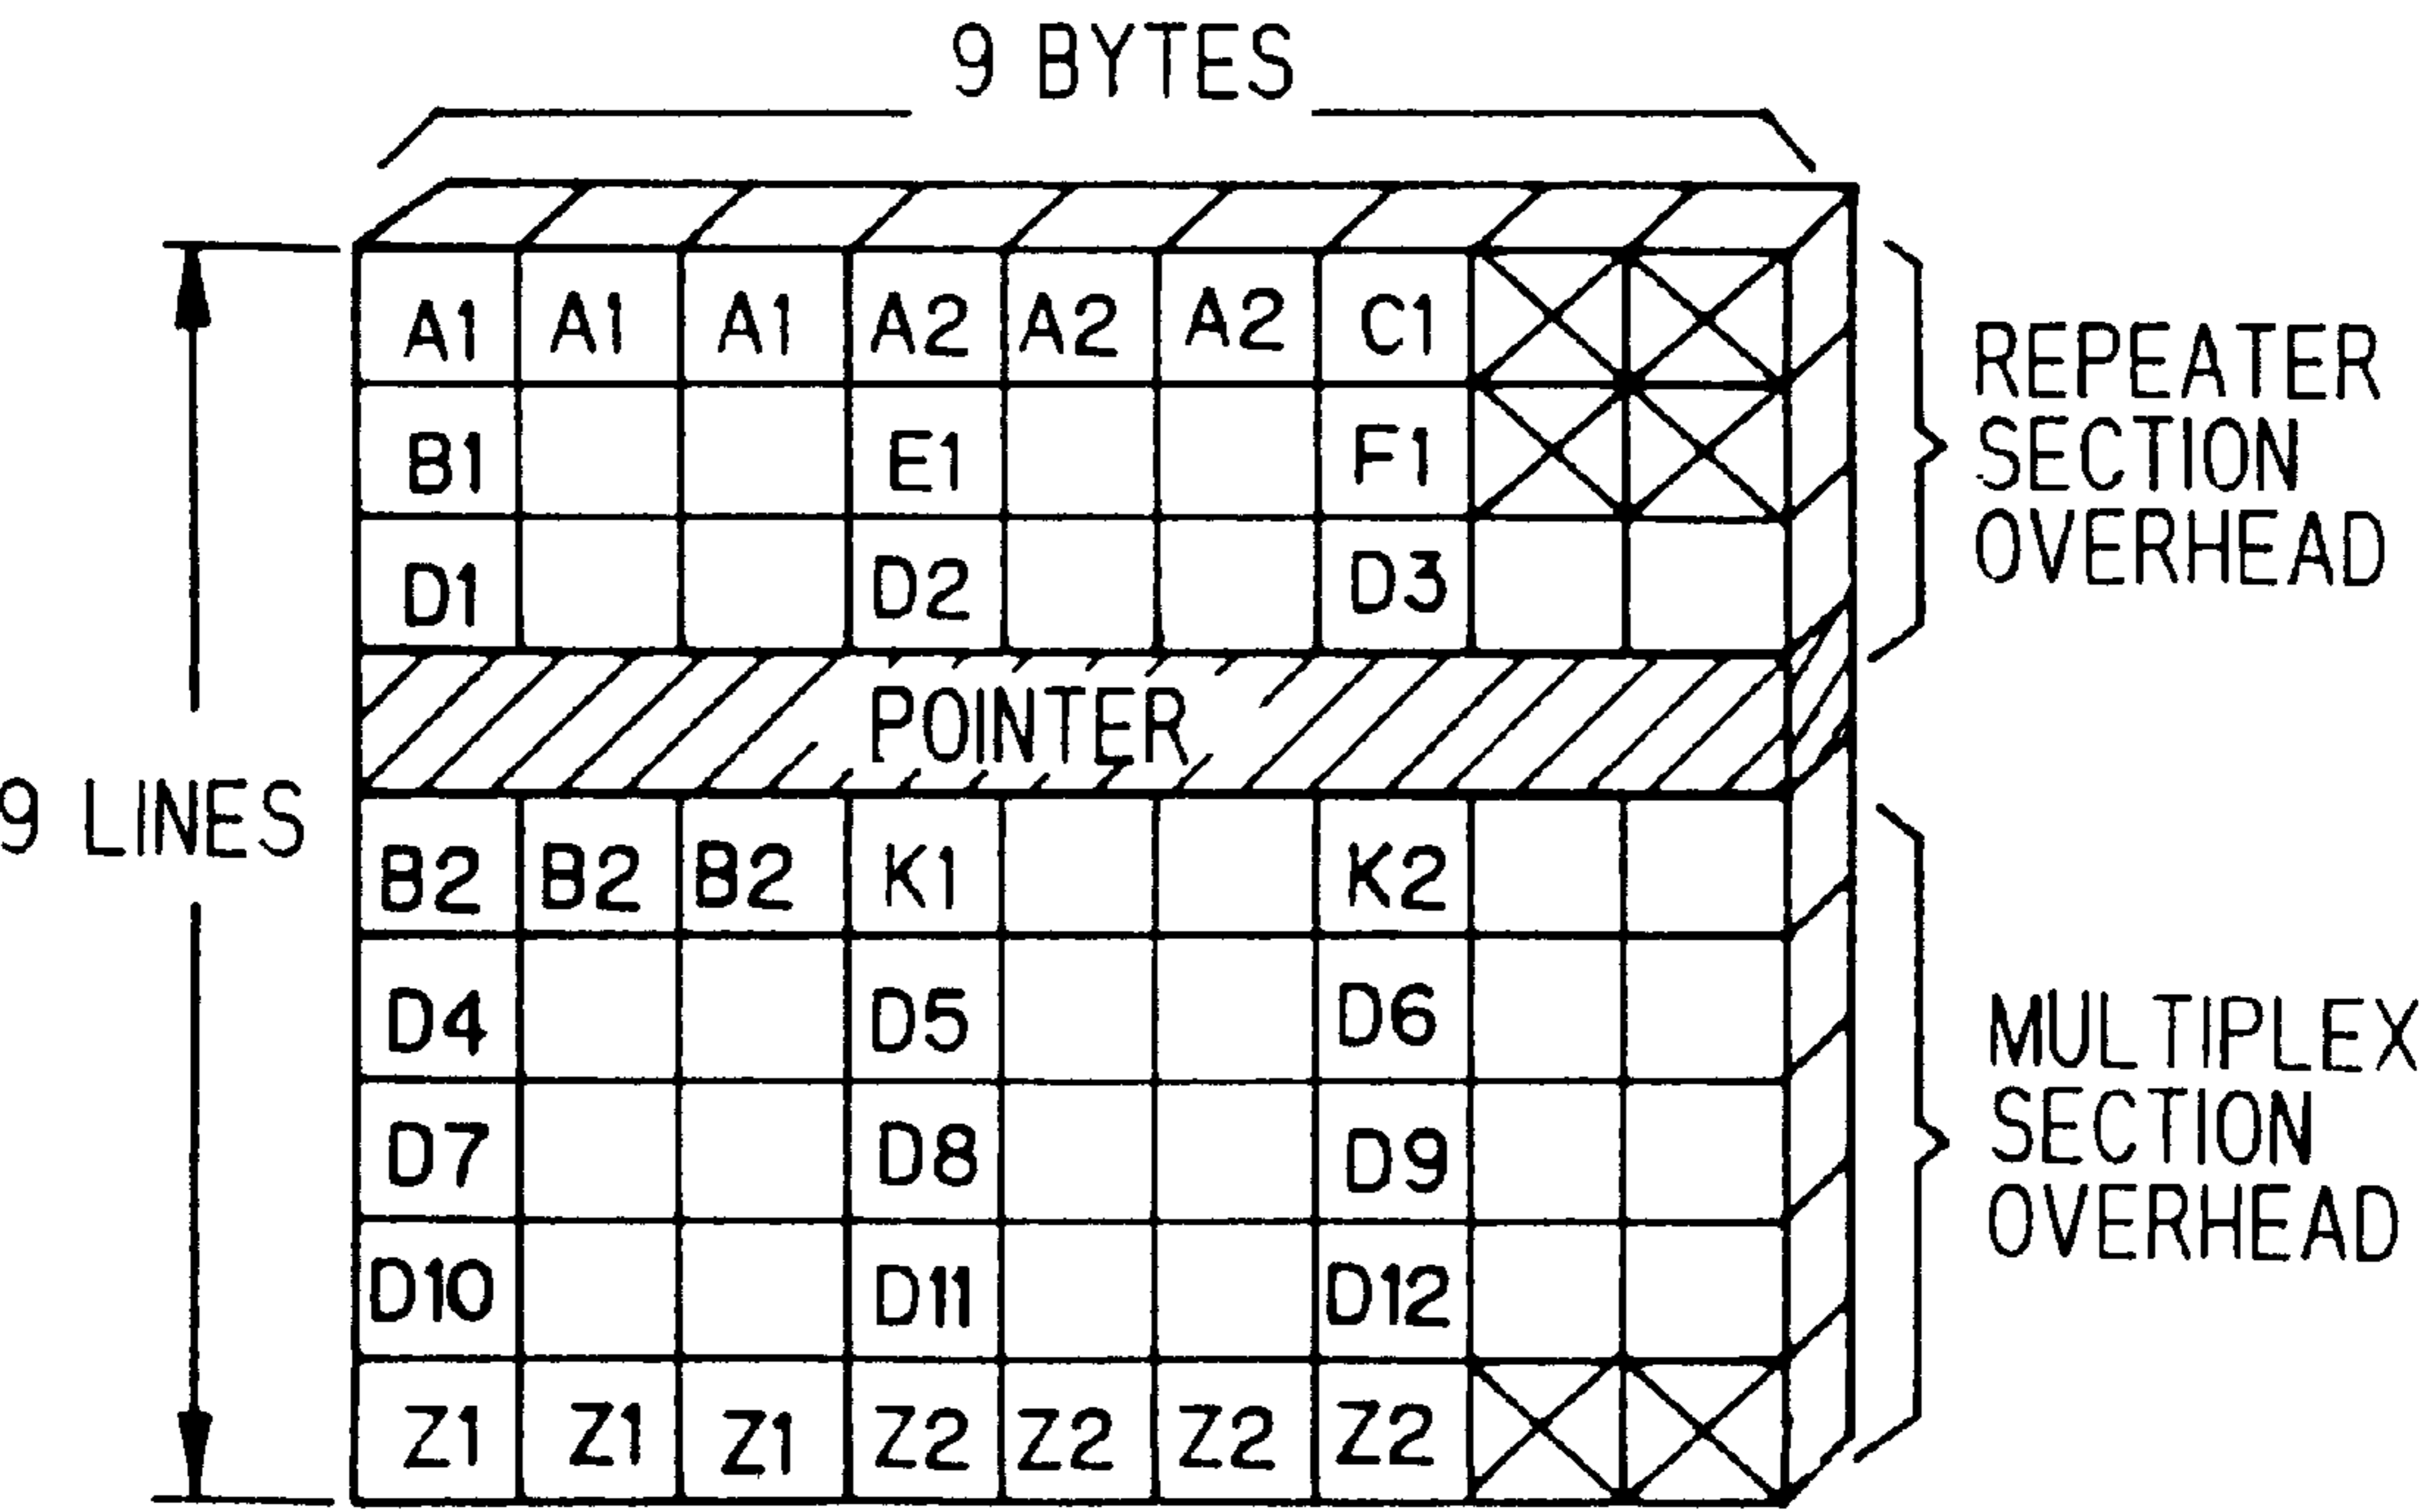 9 BYTES
A1 A1 A1 A2 A2 A2 C1
B1 E1 F1
D1 D2 D3
REPEATER
SECTION
OVERHEAD
POINTER
9 LINES
B2 B2 B2 K1 K2
D4 D5 D6
D7 D8 D9
D10 D11 D12
Z1 Z1 Z1 Z2 Z2 Z2 Z2
MULTIPLEX
SECTION
OVERHEAD